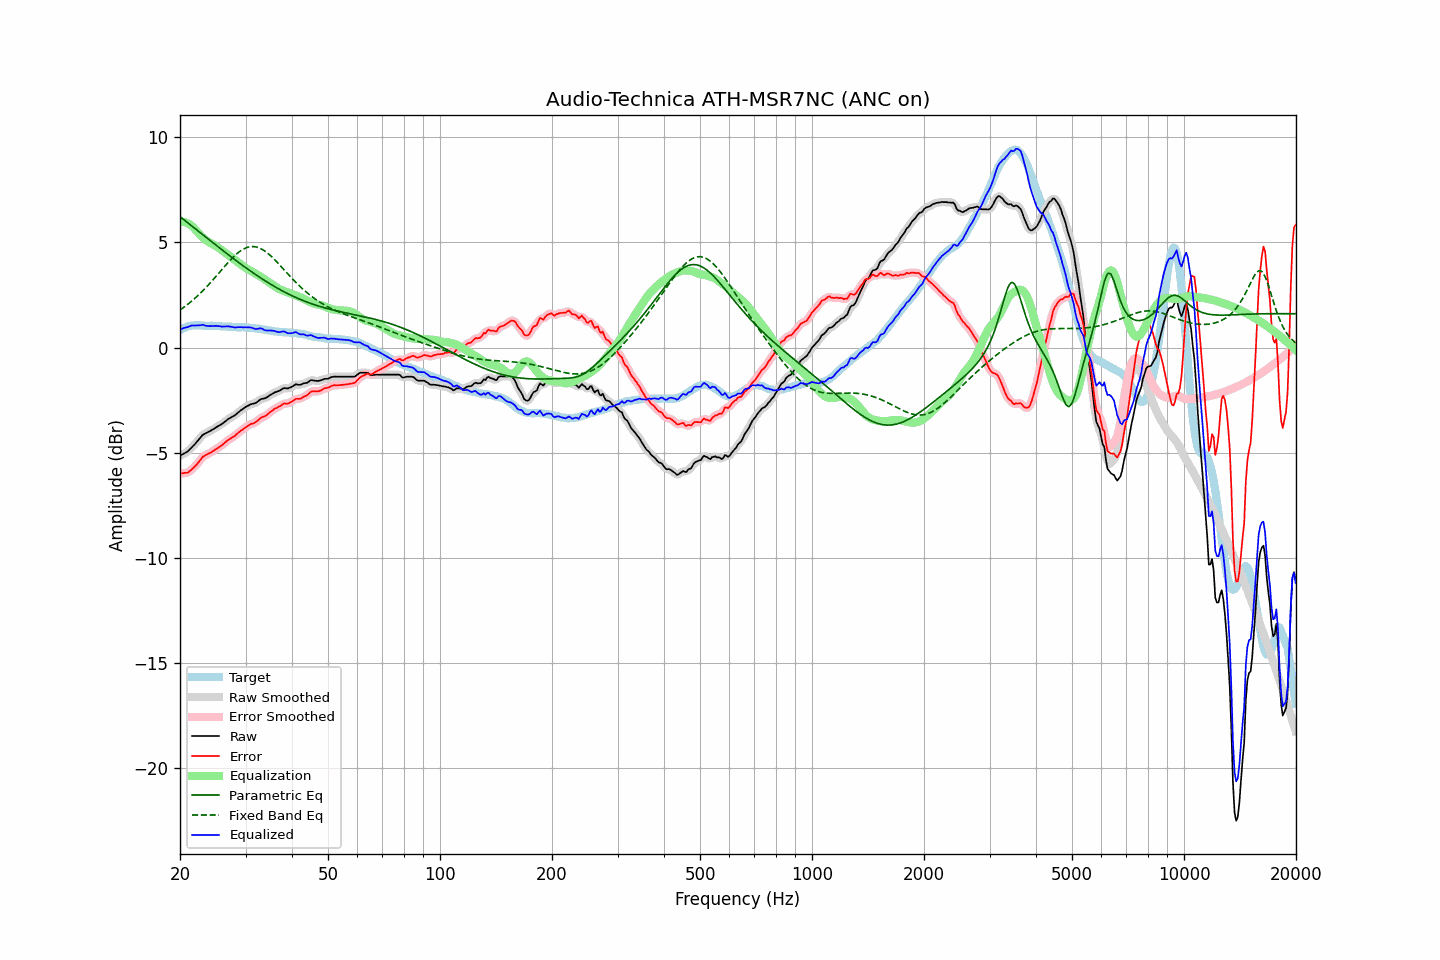 Audio-Technica ATH-MSR7NC (ANC on)
10
5
0
−5
−10
−15
−20
Amplitude (dBr)
Target
Raw Smoothed
Error Smoothed
Raw
Error
Equalization
Parametric Eq
Fixed Band Eq
Equalized
20 50 100 200 500 1000 2000 5000 10000 20000
Frequency (Hz)